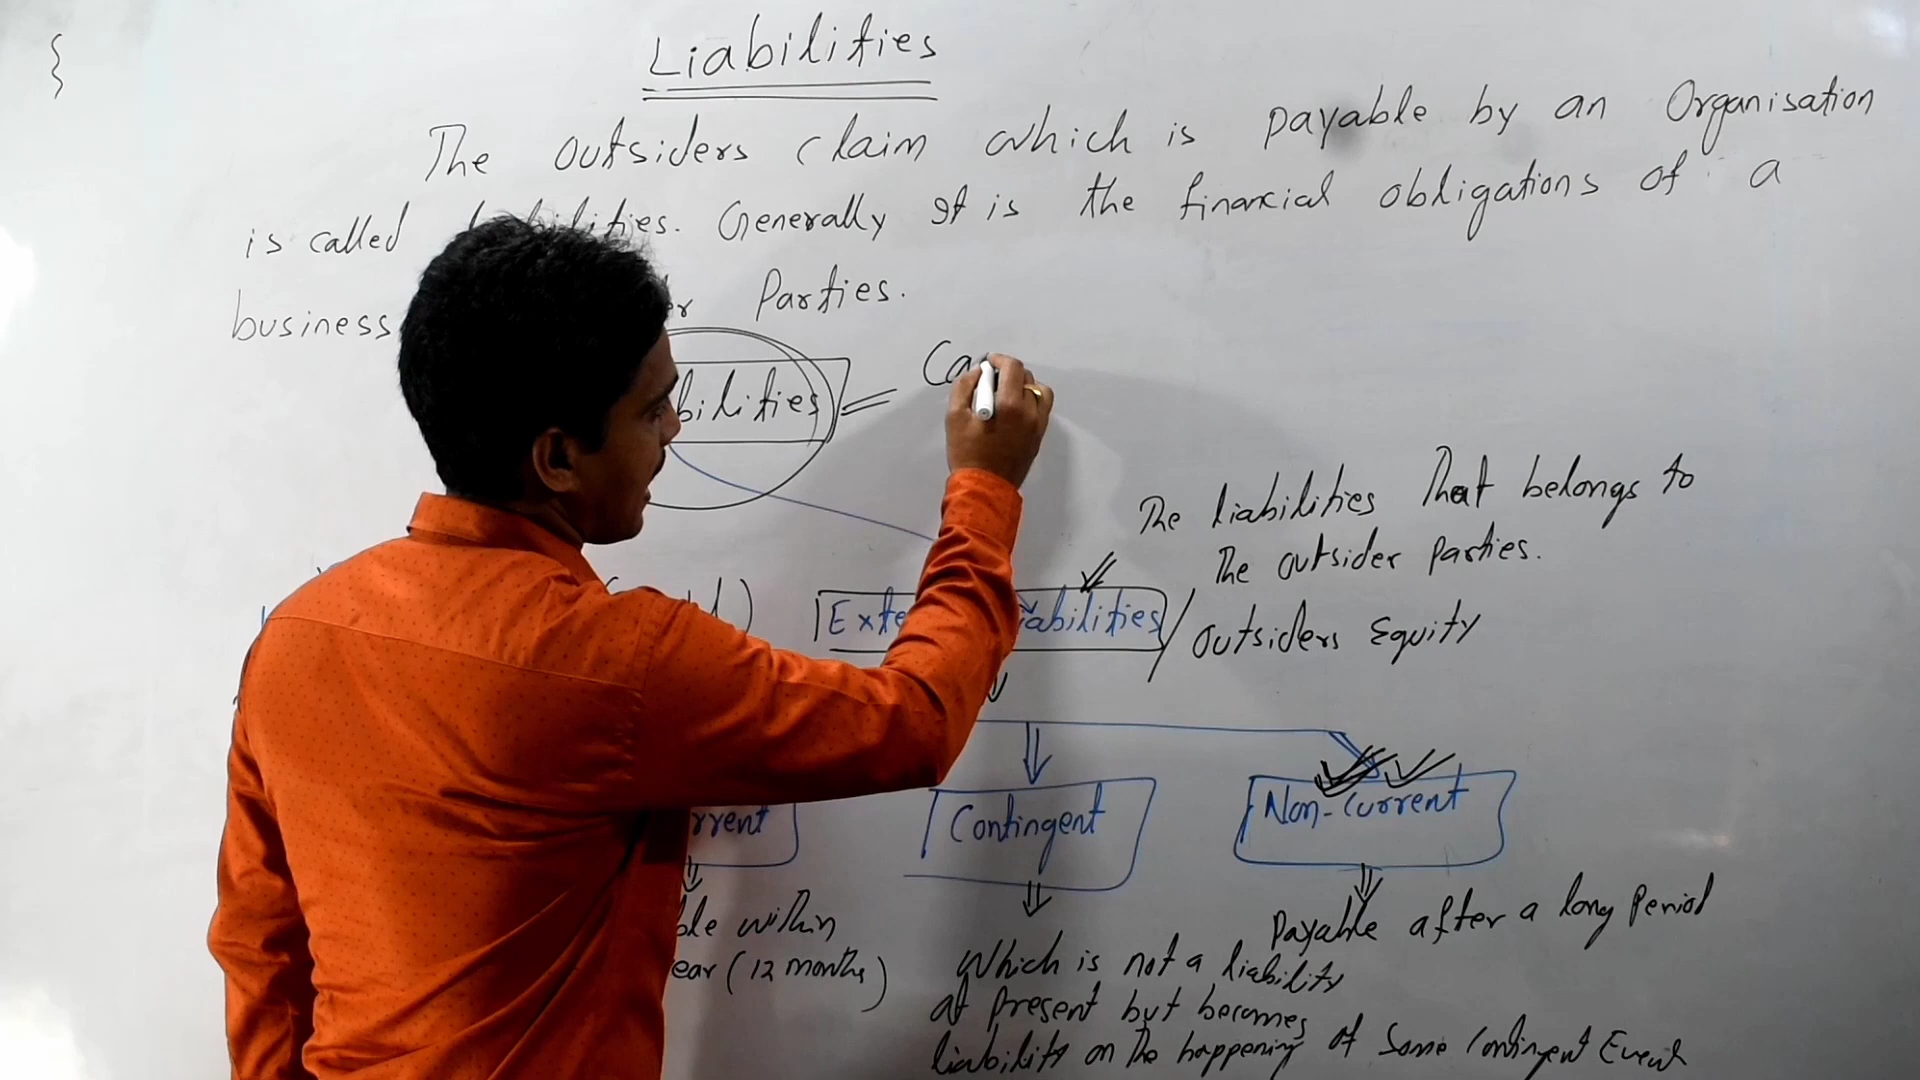 Liabilities
The outsiders claim which is payable by an Organisation
is called liabilities. Generally It is the financial obligations of a
business Parties.
bilities = Ca
The liabilities That belongs to
The outsider parties.
Exte iabilities / outsiders Equity
rrent Contingent Non-current
ble within
ear (12 months)
Payable after a long Period
Which is not a liability
at present but becomes
liability on the happening of Some Contingent Event